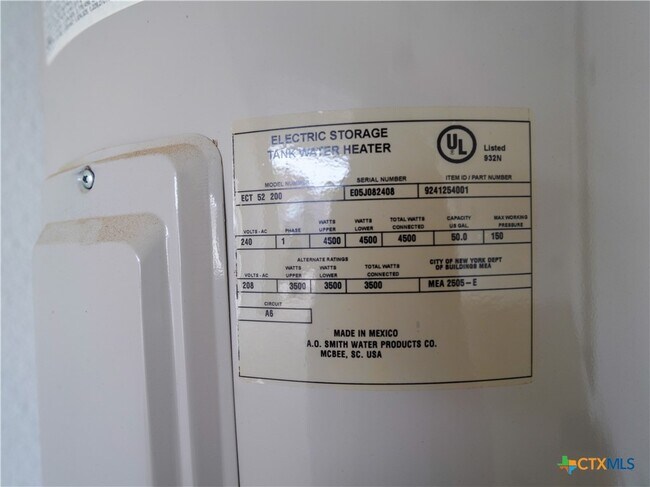 ELECTRIC STORAGE
TANK WATER HEATER
UL
Listed
932N
MODEL NUMBER SERIAL NUMBER ITEM ID / PART NUMBER
ECT 52 200 E05J082408 9241254001
VOLTS - AC PHASE WATTS UPPER WATTS LOWER TOTAL WATTS CONNECTED CAPACITY US GAL. MAX WORKING PRESSURE
240 1 4500 4500 4500 50.0 150
ALTERNATE RATINGS
VOLTS - AC WATTS UPPER WATTS LOWER TOTAL WATTS CONNECTED CITY OF NEW YORK DEPT OF BUILDINGS MEA
208 3500 3500 3500 MEA 2505-E
CIRCUIT
A6
MADE IN MEXICO
A.O. SMITH WATER PRODUCTS CO.
MCBEE, SC. USA
CTXMLS